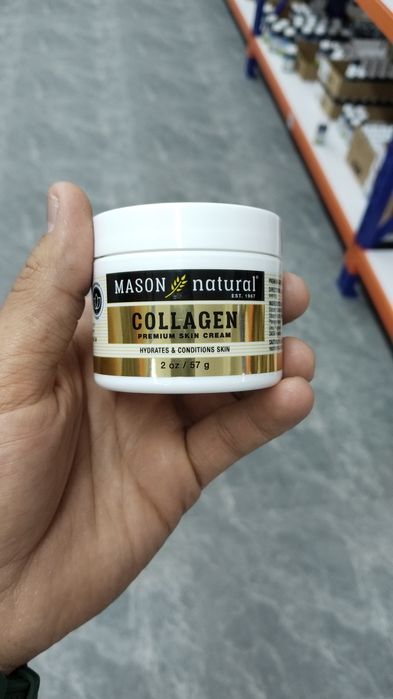 MASON natural®
EST. 1967
COLLAGEN
PREMIUM SKIN CREAM
HYDRATES & CONDITIONS SKIN
2 oz / 57 g